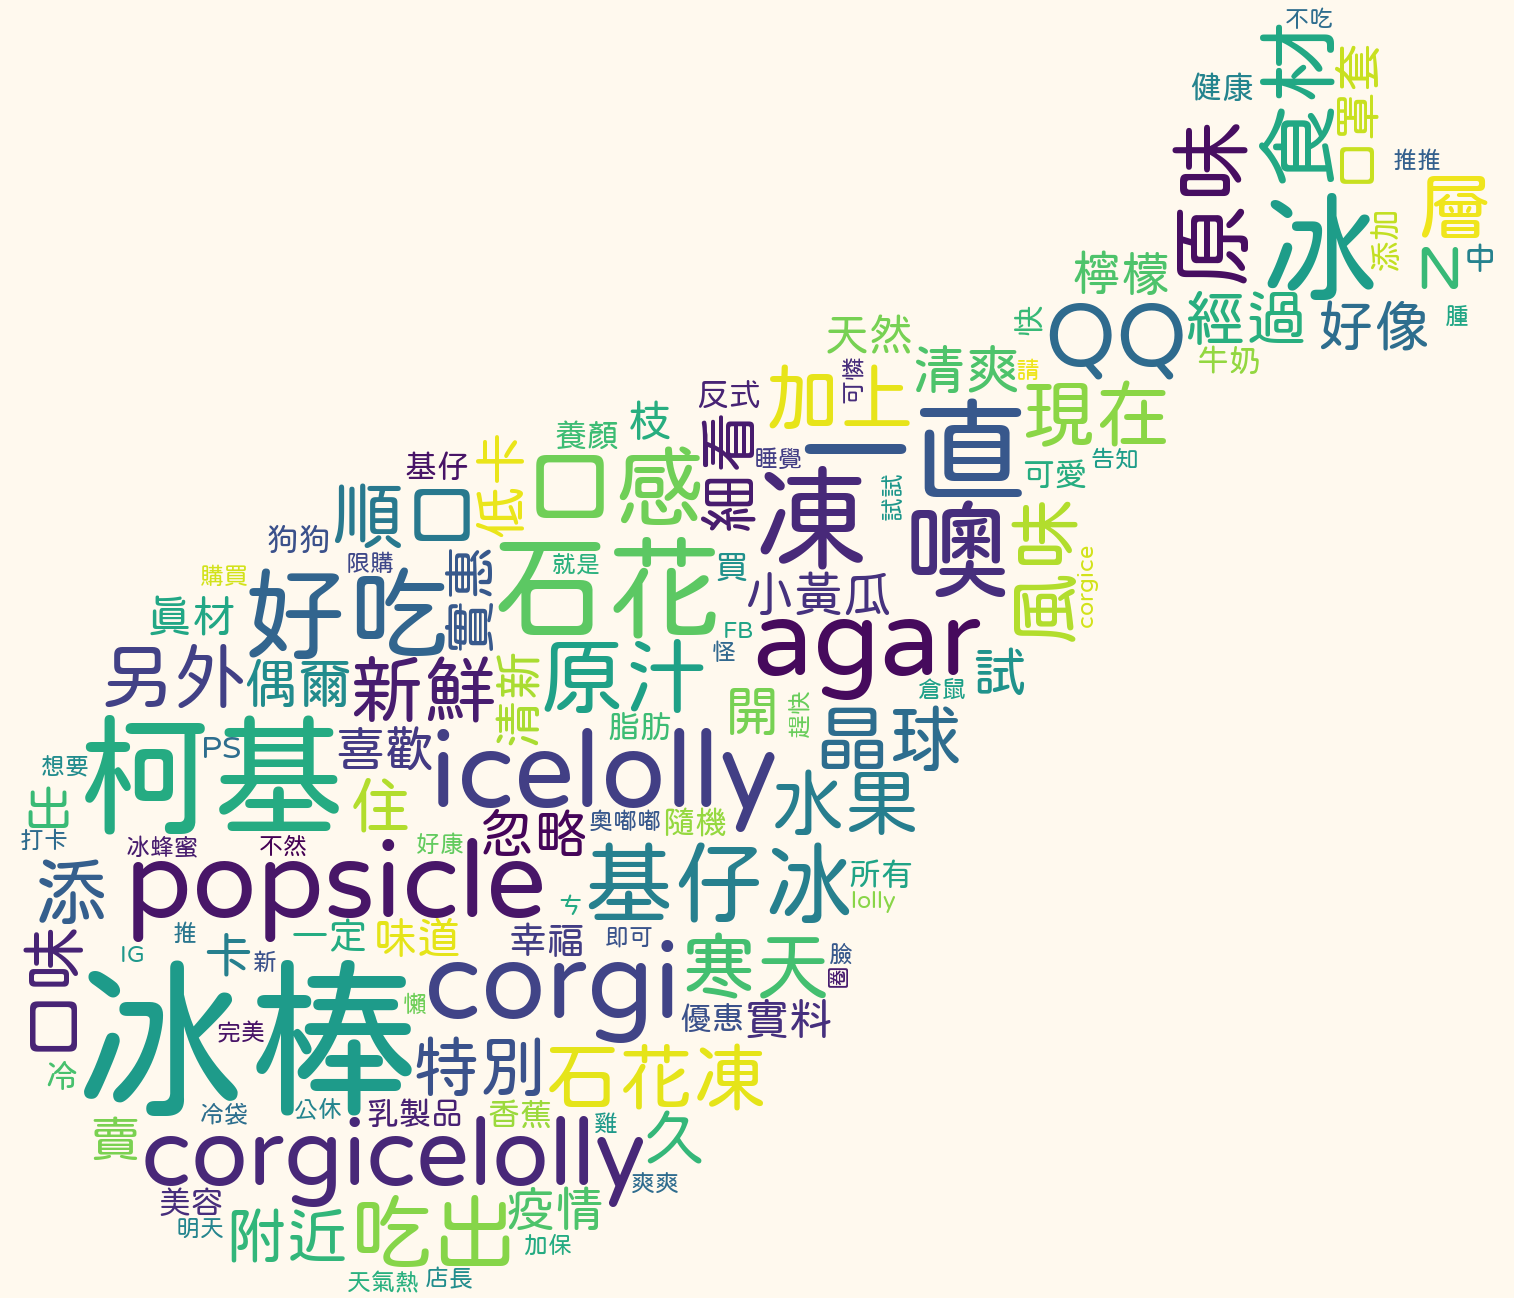 不吃
食材
口罩套
健康
原味
推推
層
冰
添加
N
中
檸檬
快
QQ
經過
好像
腫
天然
清爽
請
牛奶
可憐
反式
加上
一直
現在
枝
養顏
細看
睡覺
可愛
告知
基仔
低卡
口感
凍
試試
噢
風味
順口
狗狗
限購
石花
就是
買
小黃瓜
corgice
購買
好吃
實惠
真材
FB
agar
怪
試
另外
偶爾
新鮮
清新
原汁
倉鼠
脂肪
開
趕快
晶球
柯基
PS
喜歡
icelolly
想要
水果
出
住
打卡
冰蜂蜜
不然
好康
忽略
奧嘟嘟
隨機
添
popsicle
ㄘ
基仔冰
所有
lolly
推
卡
一定
味道
幸福
即可
口味
IG
新
corgi
寒天
臉
圈
冰棒
懶
完美
優惠
實料
冷
特別
石花凍
冷袋
公休
乳製品
香蕉
雞
久
賣
corgicelolly
爽爽
美容
明天
附近
吃出
疫情
加保
天氣熱
店長